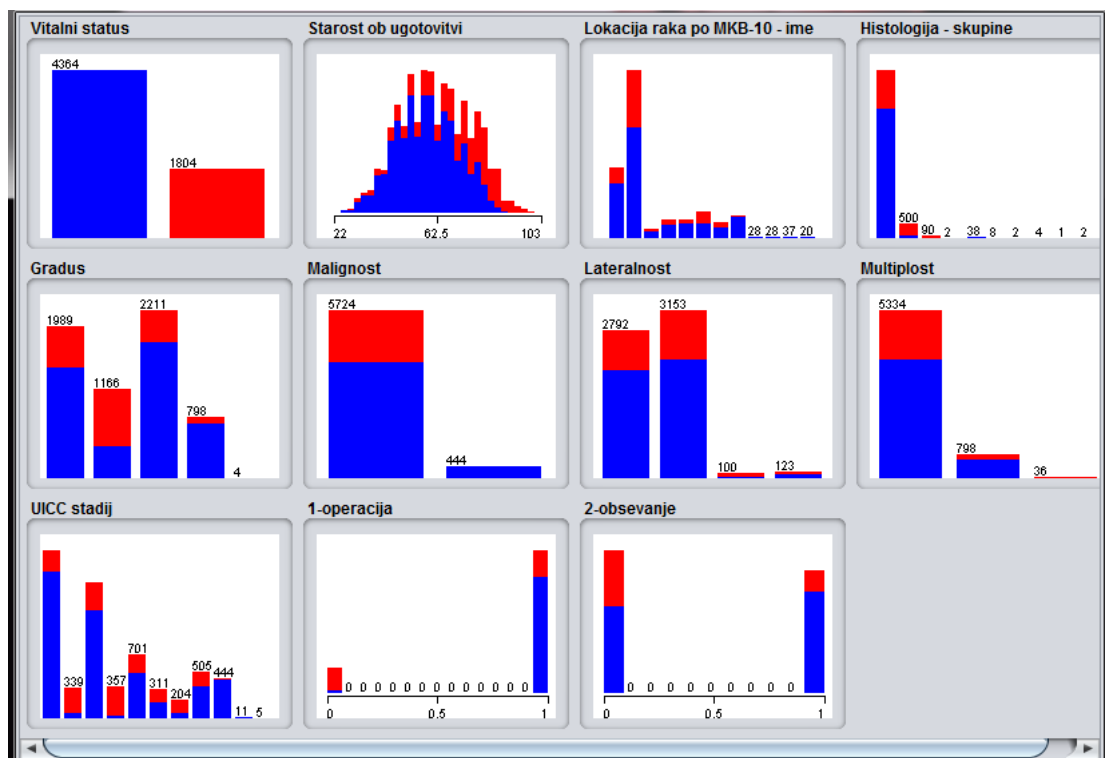 Vitalni status
4364
1804
Starost ob ugotovitvi
22 62.5 103
Lokacija raka po MKB-10 - ime
28 28 37 20
Histologija - skupine
500
90 2 38 8 2 4 1 2
Gradus
1989
1166
2211
798
4
Malignost
5724
444
Lateralnost
2792
3153
100
123
Multiplost
5334
798
36
UICC stadij
339
357
701
311
204
505
444
11 5
1-operacija
0 0 0 0 0 0 0 0 0 0 0 0 0
0 0.5 1
2-obsevanje
0 0 0 0 0 0 0 0 0
0 0.5 1